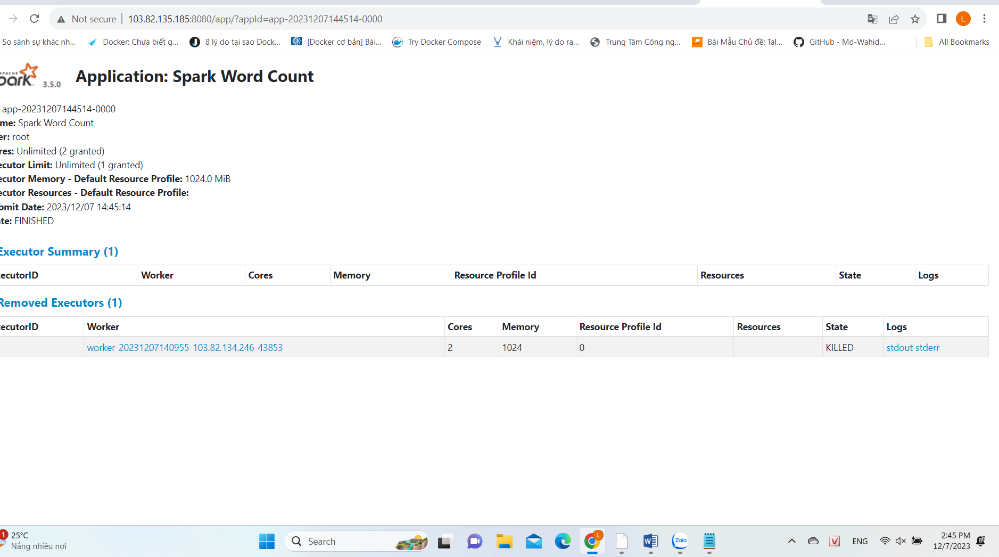 Not secure 103.82.135.185:8080/app/?appId=app-20231207144514-0000 L
So sánh sự khác nh... Docker: Chưa biết g... 8 lý do tại sao Dock... [Docker cơ bản] Bài... Try Docker Compose Khái niệm, lý do ra... Trung Tâm Công ng... Bài Mẫu Chủ đề: Tal... GitHub - Md-Wahid... All Bookmarks
3.5.0 Application: Spark Word Count
app-20231207144514-0000
me: Spark Word Count
er: root
res: Unlimited (2 granted)
ecutor Limit: Unlimited (1 granted)
ecutor Memory - Default Resource Profile: 1024.0 MiB
ecutor Resources - Default Resource Profile:
bmit Date: 2023/12/07 14:45:14
te: FINISHED
Executor Summary (1)
ecutorID Worker Cores Memory Resource Profile Id Resources State Logs
Removed Executors (1)
ecutorID Worker Cores Memory Resource Profile Id Resources State Logs
worker-20231207140955-103.82.134.246-43853 2 1024 0 KILLED stdout stderr
1 25°C
Nắng nhiều nơi
Search
L
Zalo
V
ENG
2:45 PM
12/7/2023